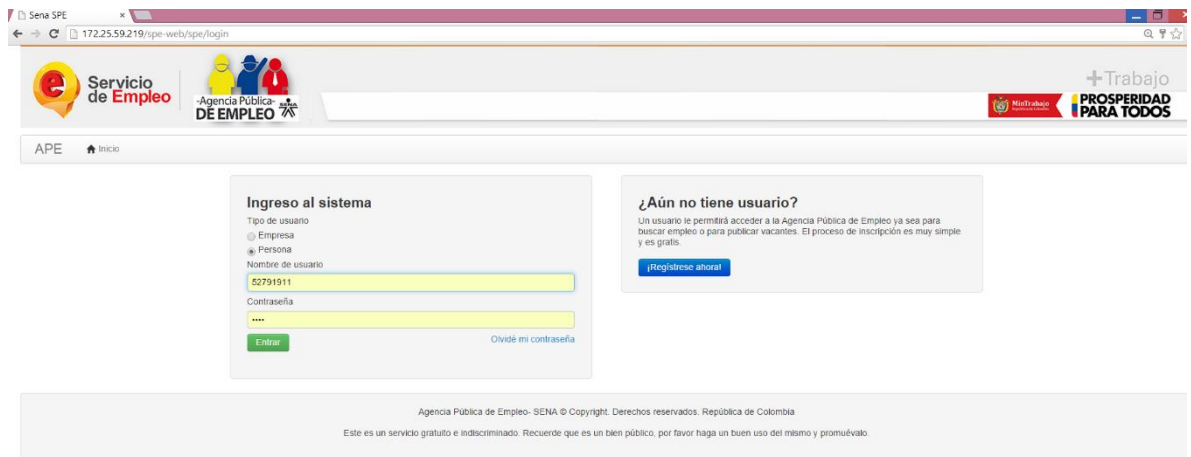 Sena SPE
172.25.59.219/spe-web/spe/login
e
Servicio
de Empleo
-Agencia Pública-
DE EMPLEO
SENA
+Trabajo
MinTrabajo
PROSPERIDAD
PARA TODOS
APE Inicio
Ingreso al sistema
Tipo de usuario
Empresa
Persona
Nombre de usuario
52791911
Contraseña
••••
Entrar
Olvidé mi contraseña
¿Aún no tiene usuario?
Un usuario le permitirá acceder a la Agencia Pública de Empleo ya sea para
buscar empleo o para publicar vacantes. El proceso de inscripción es muy simple
y es gratis.
¡Regístrese ahora!
Agencia Pública de Empleo- SENA © Copyright. Derechos reservados. República de Colombia
Este es un servicio gratuito e indiscriminado. Recuerde que es un bien público, por favor haga un buen uso del mismo y promuévalo.